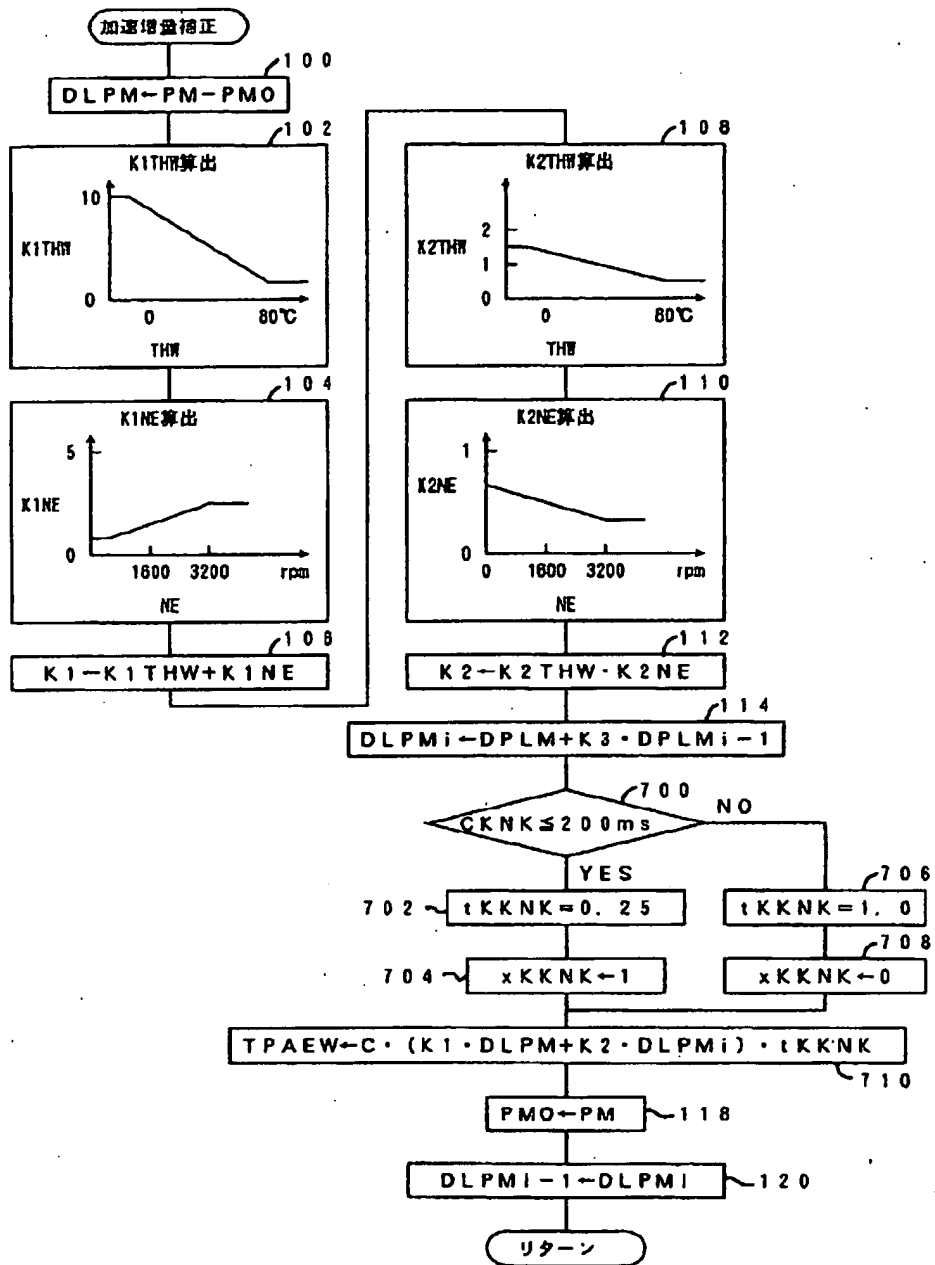 加速増量補正
100
DLPM←PM-PMO
102
K1THW算出
10
K1THW
0
0
80℃
THW
104
K1NE算出
5
K1NE
0
1600
3200
rpm
NE
106
K1←K1THW+K1NE
108
K2THW算出
2
K2THW
1
0
0
80℃
THW
110
K2NE算出
1
K2NE
0
0
1600
3200
rpm
NE
112
K2←K2THW・K2NE
114
DLPMi←DPLM+K3・DPLMi-1
700
CKNK≦200ms
NO
YES
702
tKKNK=0.25
706
tKKNK=1.0
704
xKKNK←1
708
xKKNK←0
TPAEW←C・(K1・DLPM+K2・DLPMi)・tKKNK
710
PMO←PM
118
DLPMi-1←DLPMi
120
リターン